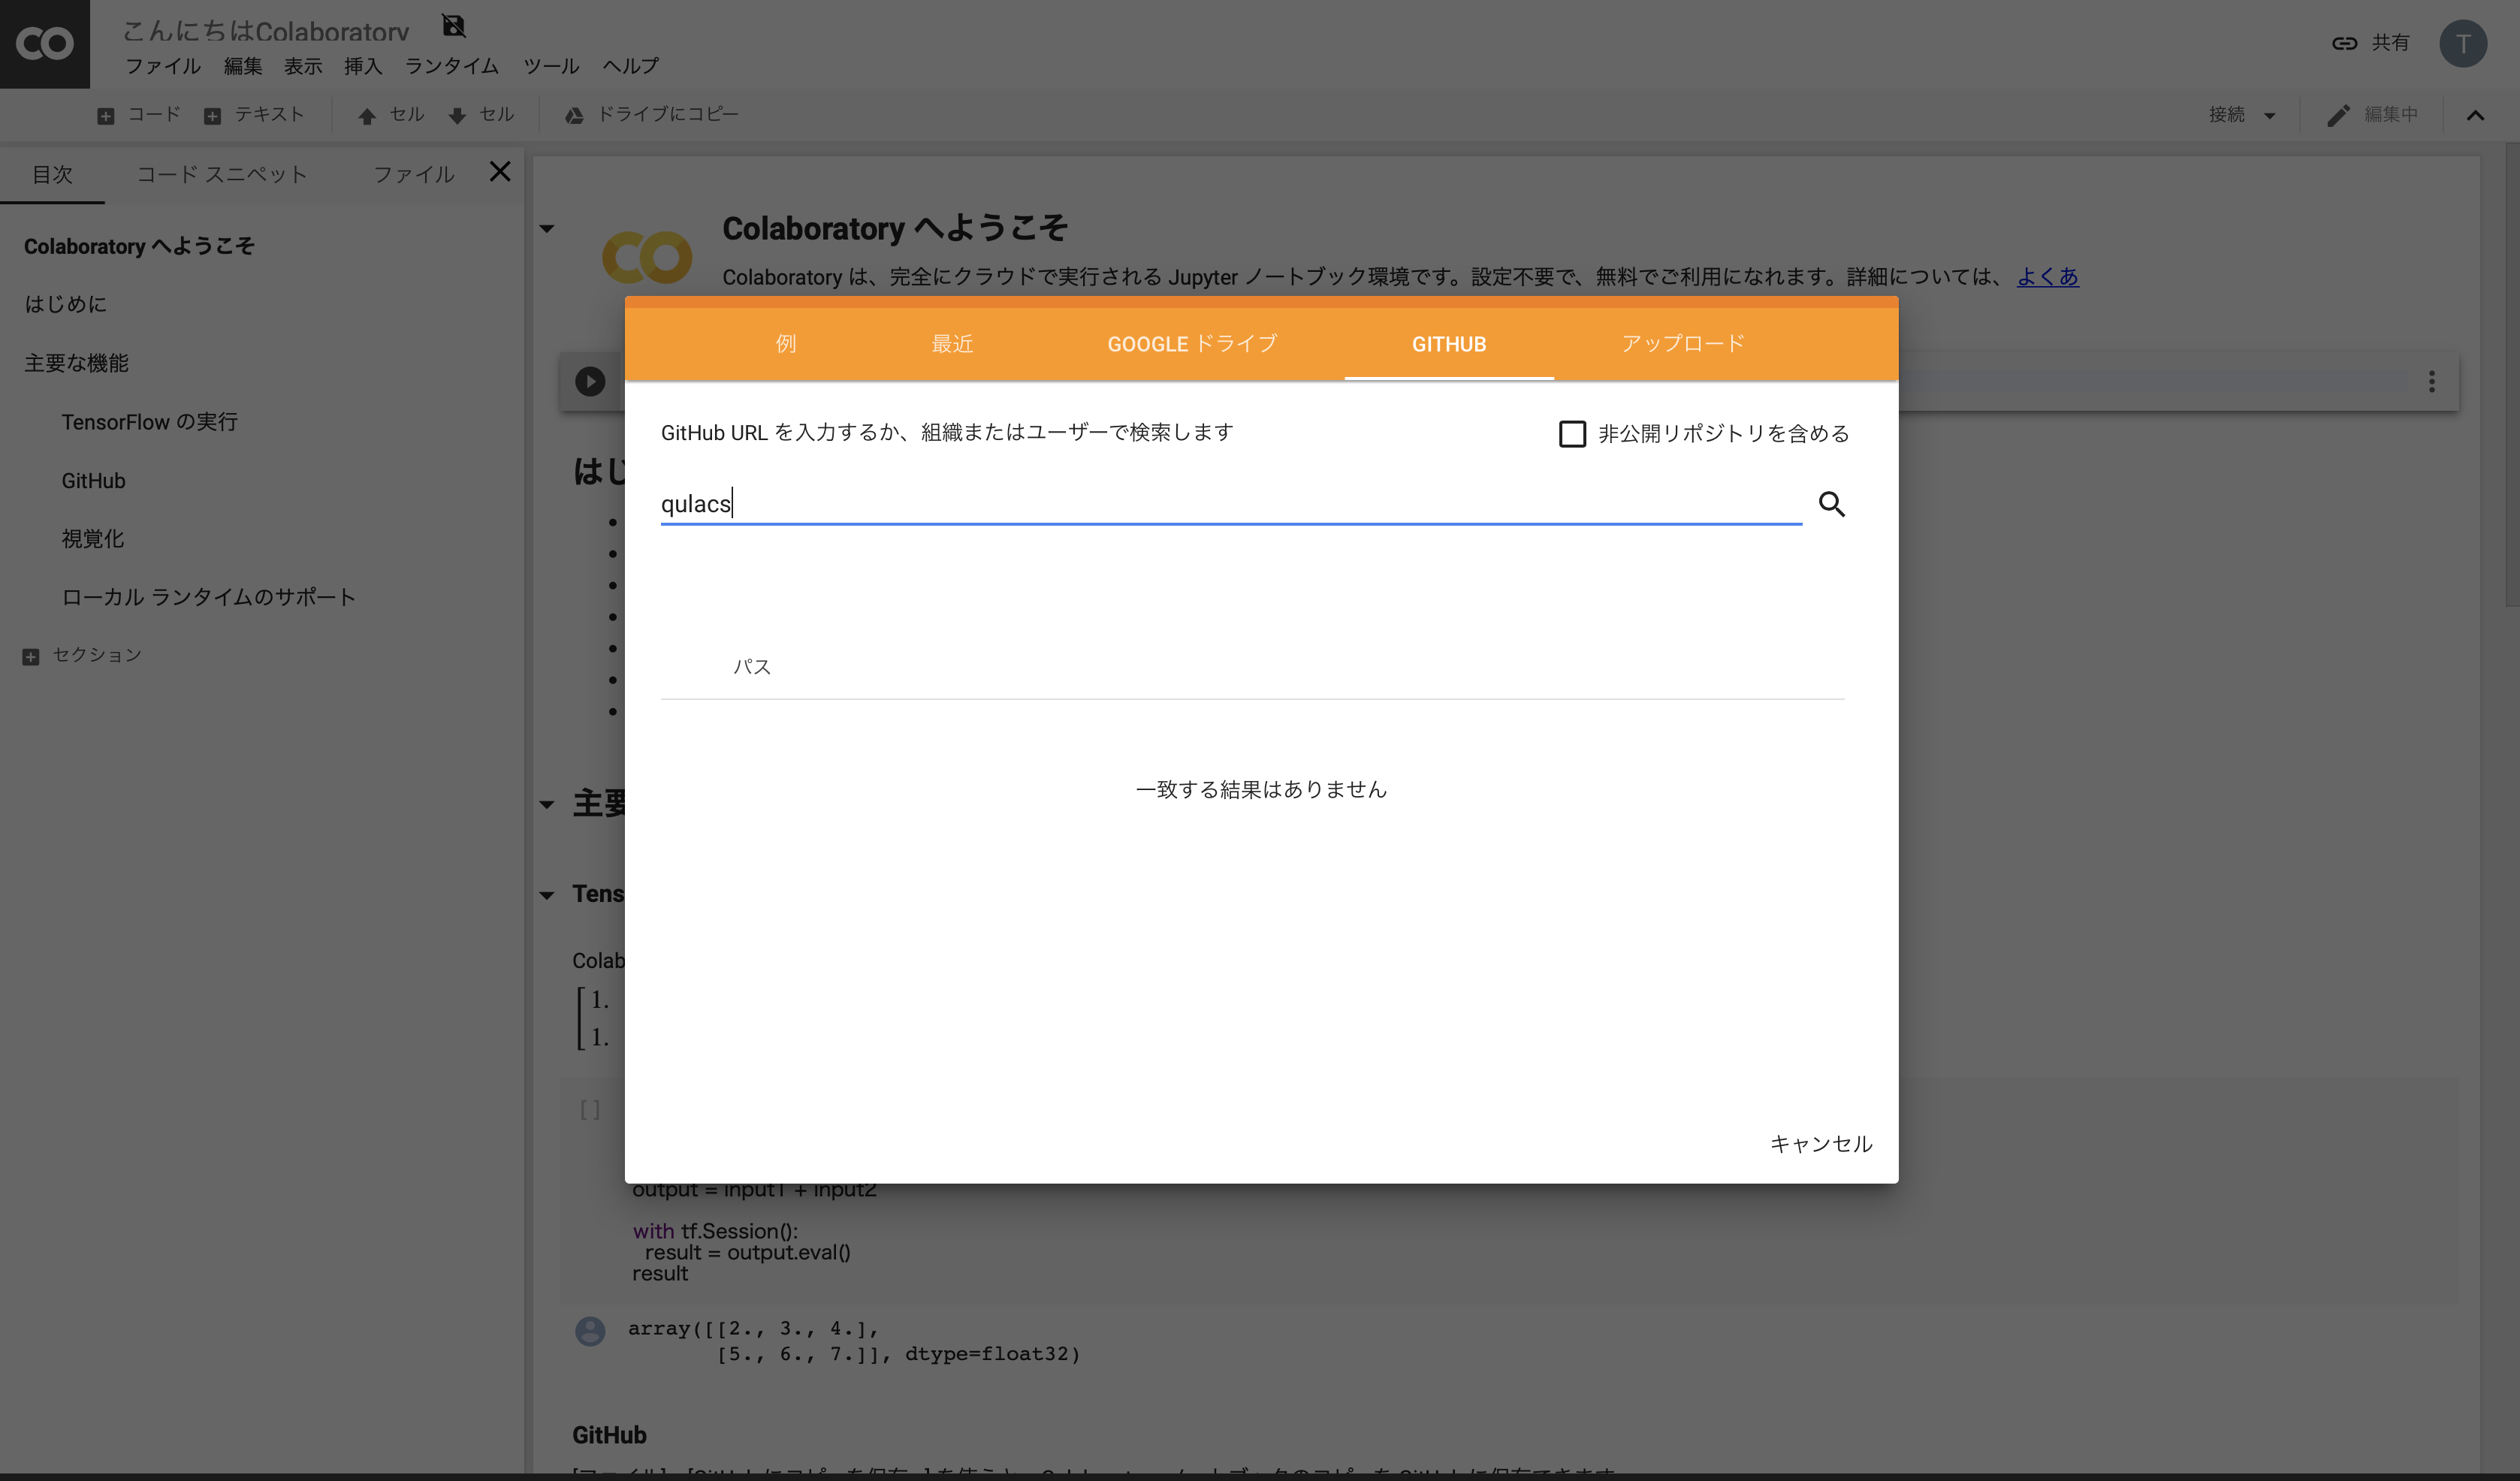 こんにちはColaboratory
ファイル 編集 表示 挿入 ランタイム ツール ヘルプ
共有
T
コード テキスト セル セル ドライブにコピー
接続 編集中
目次 コード スニペット ファイル
Colaboratory へようこそ
はじめに
主要な機能
TensorFlow の実行
GitHub
視覚化
ローカル ランタイムのサポート
セクション
Colaboratory へようこそ
Colaboratory は、完全にクラウドで実行される Jupyter ノートブック環境です。設定不要で、無料でご利用になれます。詳細については、 よくあ
例 最近 GOOGLE ドライブ GITHUB アップロード
GitHub URL を入力するか、組織またはユーザーで検索します
非公開リポジトリを含める
はじ
qulacs
パス
一致する結果はありません
主要
Tens
Colab
1.
1.
[ ]
キャンセル
output = input1 + input2
with tf.Session():
result = output.eval()
result
array([[2., 3., 4.],
[5., 6., 7.]], dtype=float32)
GitHub